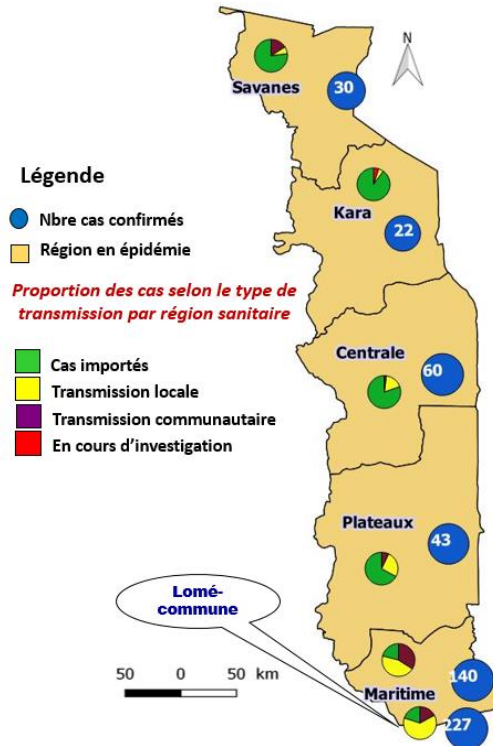 N
Savanes
30
Kara
22
Légende
Nbre cas confirmés
Région en épidémie
Proportion des cas selon le type de
transmission par région sanitaire
Cas importés
Transmission locale
Transmission communautaire
En cours d'investigation
Centrale
60
Plateaux
43
Lomé-
commune
50 0 50 km
Maritime
140
227